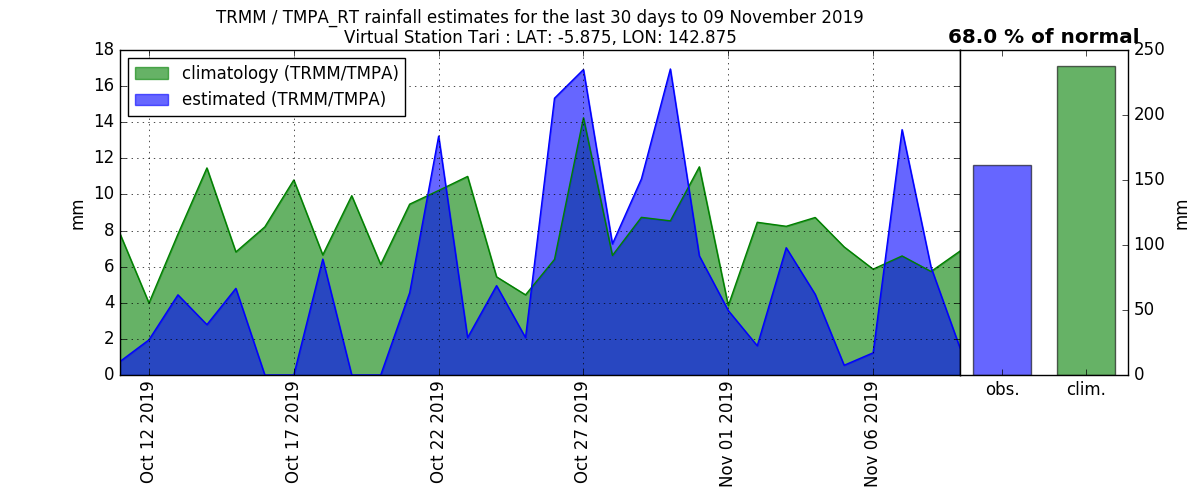 TRMM / TMPA_RT rainfall estimates for the last 30 days to 09 November 2019
Virtual Station Tari : LAT: -5.875, LON: 142.875
68.0 % of normal
climatology (TRMM/TMPA)
estimated (TRMM/TMPA)
mm
18
16
14
12
10
8
6
4
2
0
Oct 12 2019
Oct 17 2019
Oct 22 2019
Oct 27 2019
Nov 01 2019
Nov 06 2019
obs.
clim.
250
200
150
100
50
0
mm